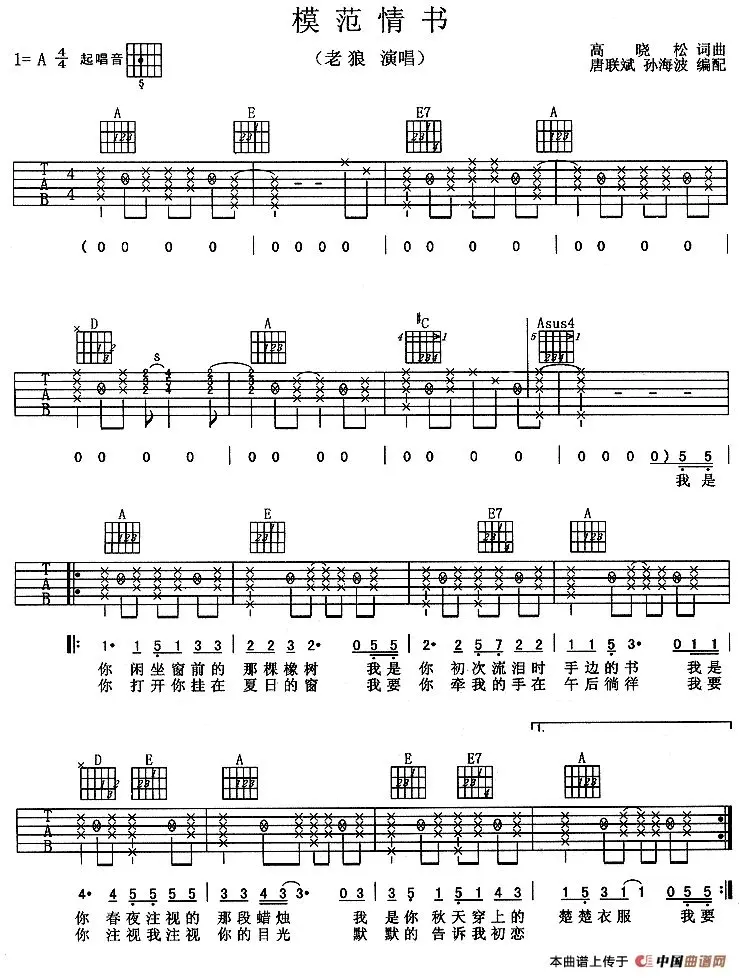 模范情书
(老狼 演唱)
1=A 4/4 起唱音
高晓松 词曲
唐联斌 孙海波 编配
A E E7 A
T A B 4 4
(0 0 0 0 | 0 0 0 0 | 0 0 0 0 | 0 0 0 0 |
D A #C Asus4
T A B
0 0 0 0 | 0 0 0 0 | 0 0 0 0 | 0 0 0 0) 5 5 |
我是
A E E7 A
T A B
‖: 1· 1 5 1 3 3 | 2 2 3 2· 0 5 5 | 2· 2 5 7 2 2 | 1 1 5 3· 0 1 1 |
你 闲坐窗前的 那棵橡树 我是 你 初次流泪时 手边的书 我是
你 打开你挂在 夏日的窗 我要 你 牵我的手在 午后徜徉 我要
1.
D E A E E7 A
T A B
4· 4 5 5 5 5 | 3 3 4 3 3· 0 3 | 3 5 1 5 1 4 3 | 1 5 3 1 1 0 5 5 :‖
你 春夜注视的 那段蜡烛 我 是你 秋天穿上的 楚楚衣服 我要
你 注视我注视 你的目光 默 默的 告诉我初恋
本曲谱上传于 中国曲谱网